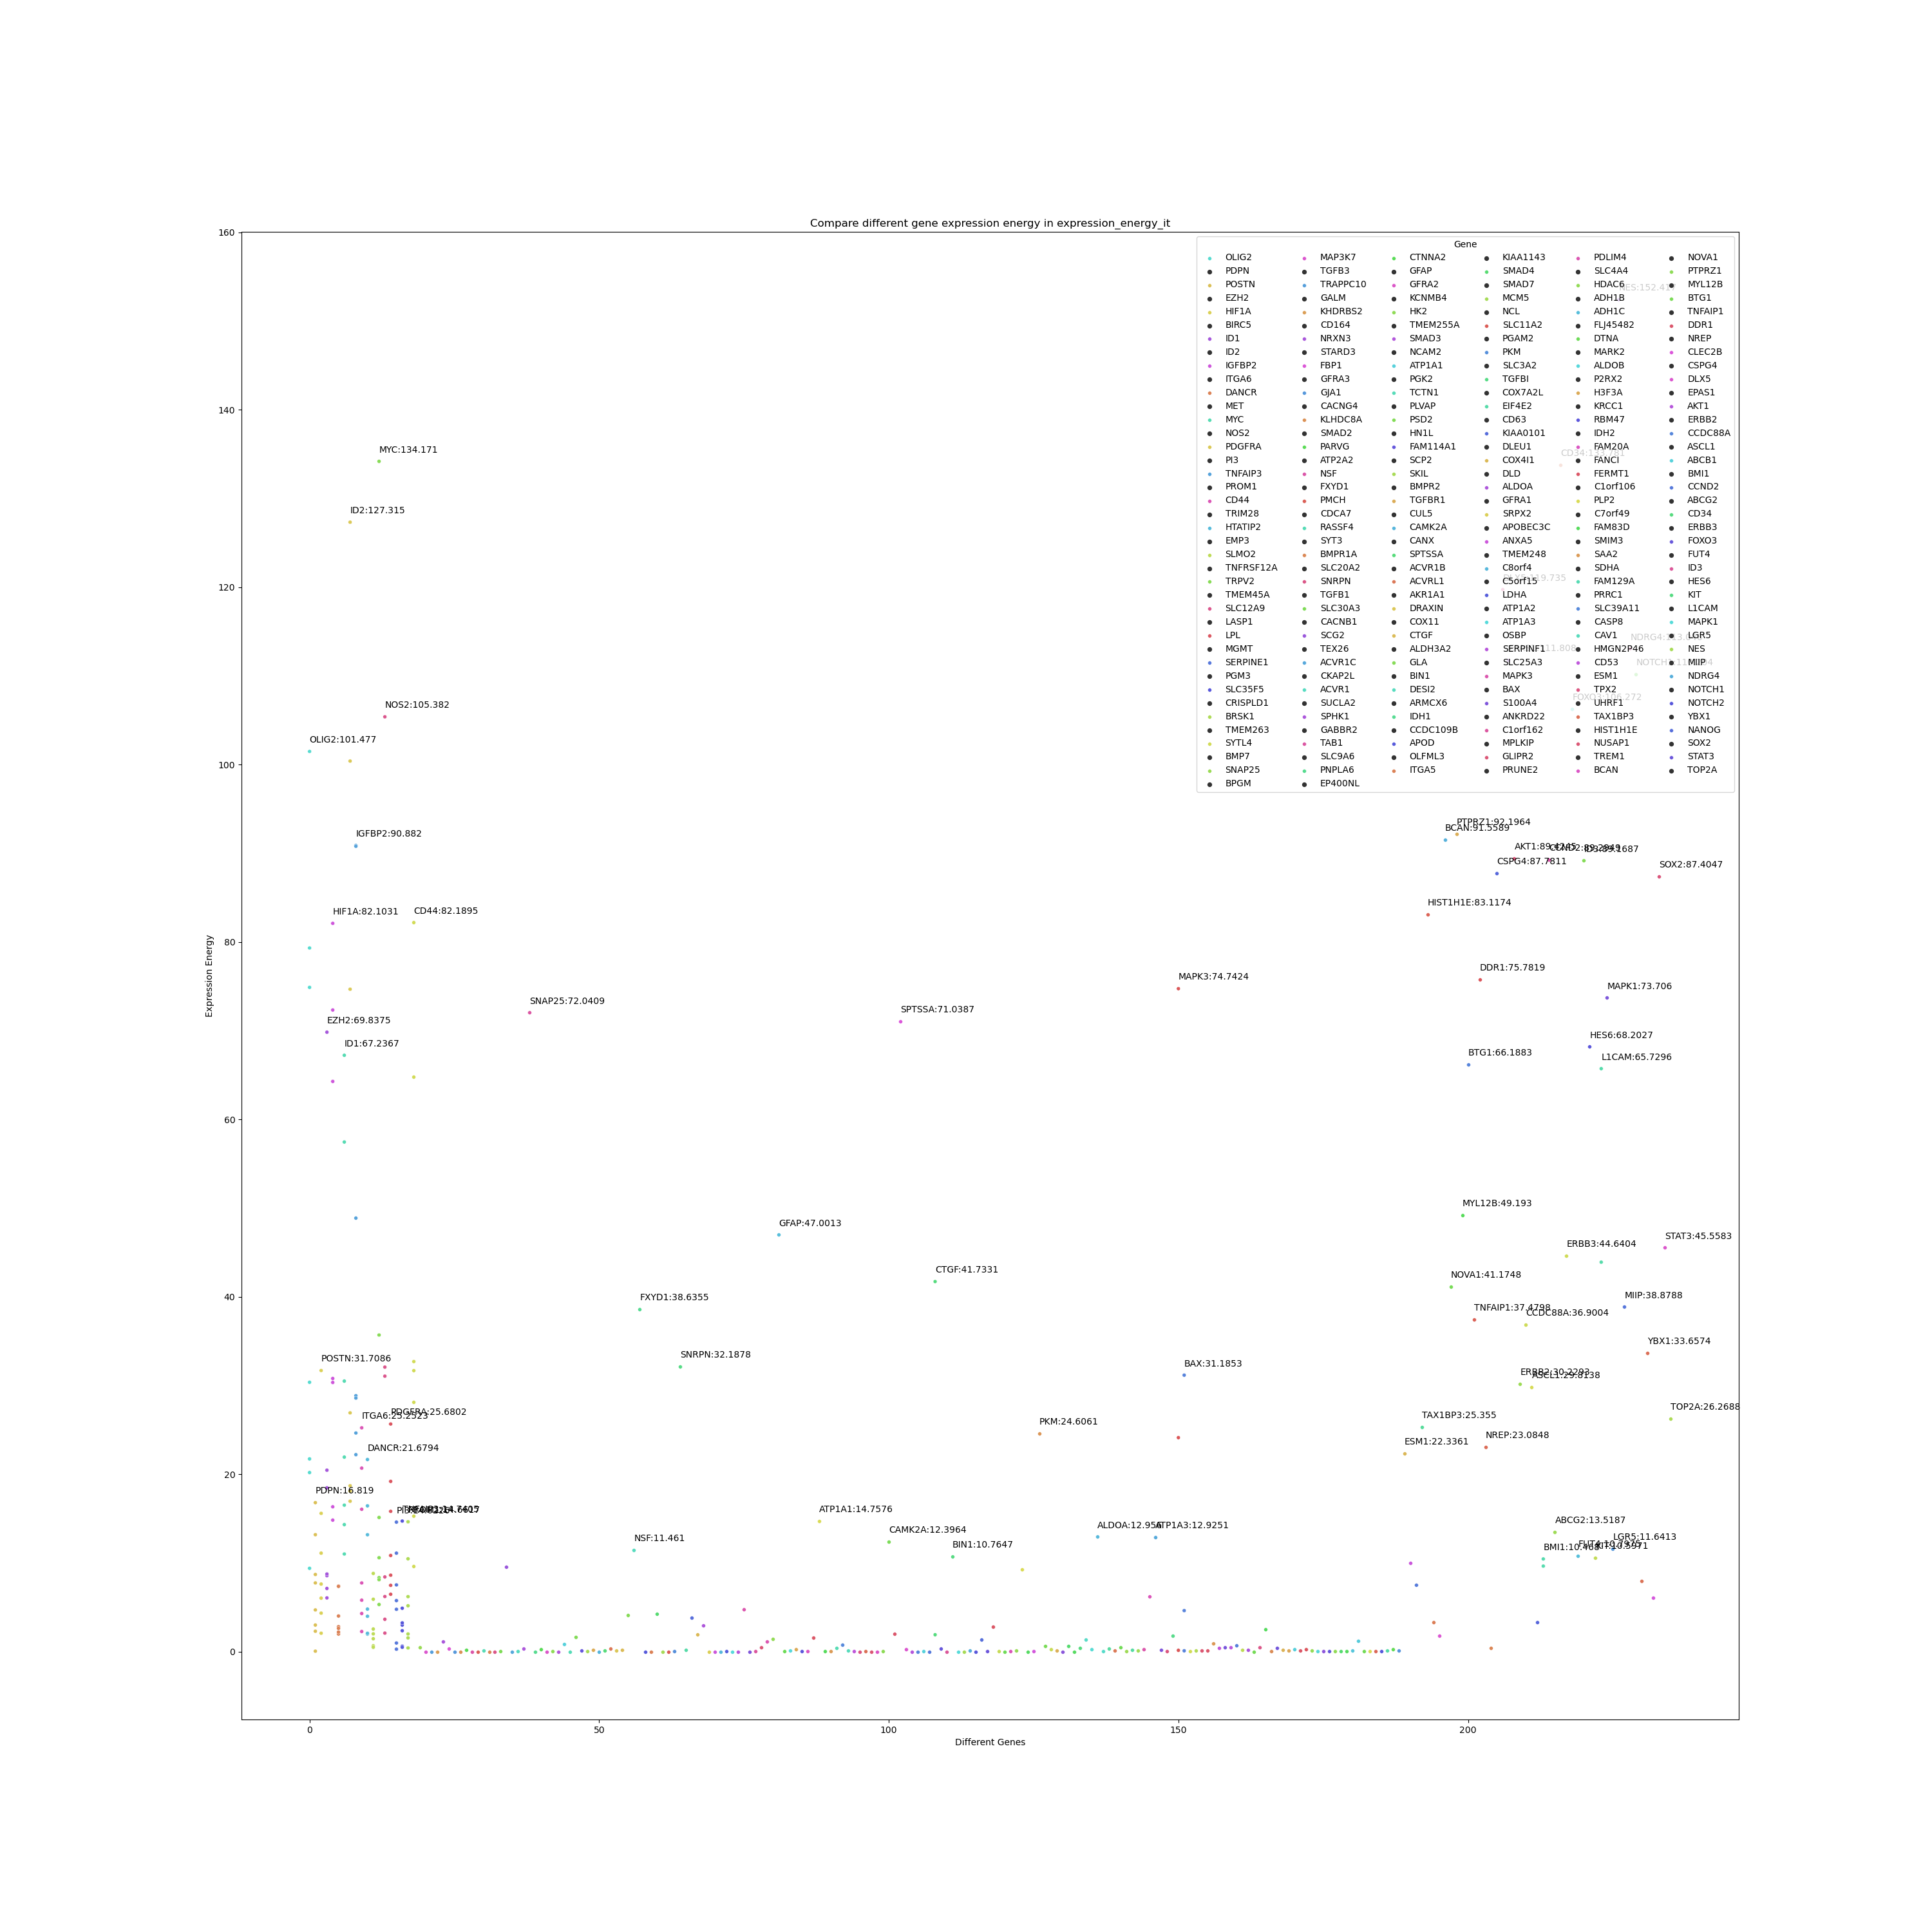 Compare different gene expression energy in expression_energy_it
Expression Energy
Different Genes
160
140
120
100
80
60
40
20
0
0
50
100
150
200
Gene
OLIG2
PDPN
POSTN
EZH2
HIF1A
BIRC5
ID1
ID2
IGFBP2
ITGA6
DANCR
MET
MYC
NOS2
PDGFRA
PI3
TNFAIP3
PROM1
CD44
TRIM28
HTATIP2
EMP3
SLMO2
TNFRSF12A
TRPV2
TMEM45A
SLC12A9
LASP1
LPL
MGMT
SERPINE1
PGM3
SLC35F5
CRISPLD1
BRSK1
TMEM263
SYTL4
BMP7
SNAP25
BPGM
MAP3K7
TGFB3
TRAPPC10
GALM
KHDRBS2
CD164
NRXN3
STARD3
FBP1
GFRA3
GJA1
CACNG4
KLHDC8A
SMAD2
PARVG
ATP2A2
NSF
FXYD1
PMCH
CDCA7
RASSF4
SYT3
BMPR1A
SLC20A2
SNRPN
TGFB1
SLC30A3
CACNB1
SCG2
TEX26
ACVR1C
CKAP2L
ACVR1
SUCLA2
SPHK1
GABBR2
TAB1
SLC9A6
PNPLA6
EP400NL
CTNNA2
GFAP
GFRA2
KCNMB4
HK2
TMEM255A
SMAD3
NCAM2
ATP1A1
PGK2
TCTN1
PLVAP
PSD2
HN1L
FAM114A1
SCP2
SKIL
BMPR2
TGFBR1
CUL5
CAMK2A
CANX
SPTSSA
ACVR1B
ACVRL1
AKR1A1
DRAXIN
COX11
CTGF
ALDH3A2
GLA
BIN1
DESI2
ARMCX6
IDH1
CCDC109B
APOD
OLFML3
ITGA5
KIAA1143
SMAD4
SMAD7
MCM5
NCL
SLC11A2
PGAM2
PKM
SLC3A2
TGFBI
COX7A2L
EIF4E2
CD63
KIAA0101
DLEU1
COX4I1
DLD
ALDOA
GFRA1
SRPX2
APOBEC3C
ANXA5
TMEM248
C8orf4
C5orf15
LDHA
ATP1A2
ATP1A3
OSBP
SERPINF1
SLC25A3
MAPK3
BAX
S100A4
ANKRD22
C1orf162
MPLKIP
GLIPR2
PRUNE2
PDLIM4
SLC4A4
HDAC6
ADH1B
ADH1C
FLJ45482
DTNA
MARK2
ALDOB
P2RX2
H3F3A
KRCC1
RBM47
IDH2
FAM20A
FANCI
FERMT1
C1orf106
PLP2
C7orf49
FAM83D
SMIM3
SAA2
SDHA
FAM129A
PRRC1
SLC39A11
CASP8
CAV1
HMGN2P46
CD53
ESM1
TPX2
UHRF1
TAX1BP3
HIST1H1E
NUSAP1
TREM1
BCAN
NOVA1
PTPRZ1
MYL12B
BTG1
TNFAIP1
DDR1
NREP
CLEC2B
CSPG4
DLX5
EPAS1
AKT1
ERBB2
CCDC88A
ASCL1
ABCB1
BMI1
CCND2
ABCG2
CD34
ERBB3
FOXO3
FUT4
ID3
HES6
KIT
L1CAM
MAPK1
LGR5
NES
MIIP
NDRG4
NOTCH1
NOTCH2
YBX1
NANOG
SOX2
STAT3
TOP2A
MYC:134.171
ID2:127.315
NOS2:105.382
OLIG2:101.477
IGFBP2:90.882
HIF1A:82.1031
CD44:82.1895
EZH2:69.8375
ID1:67.2367
SNAP25:72.0409
SPTSSA:71.0387
MAPK3:74.7424
PTPRZ1:92.1964
BCAN:91.5589
CSPG4:87.7811
SOX2:87.4047
HIST1H1E:83.1174
DDR1:75.7819
MAPK1:73.706
HES6:68.2027
BTG1:66.1883
L1CAM:65.7296
MYL12B:49.193
GFAP:47.0013
STAT3:45.5583
ERBB3:44.6404
CTGF:41.7331
NOVA1:41.1748
FXYD1:38.6355
MIIP:38.8788
TNFAIP1:37.4798
CCDC88A:36.9004
YBX1:33.6574
SNRPN:32.1878
POSTN:31.7086
BAX:31.1853
ERBB2:30.2293
ASCL1:29.8138
TOP2A:26.2688
PDGFRA:25.6802
ITGA6:25.2523
TAX1BP3:25.355
PKM:24.6061
NREP:23.0848
ESM1:22.3361
DANCR:21.6794
PDPN:16.819
ATP1A1:14.7576
ABCG2:13.5187
ALDOA:12.956
ATP1A3:12.9251
CAMK2A:12.3964
NSF:11.461
LGR5:11.6413
BIN1:10.7647